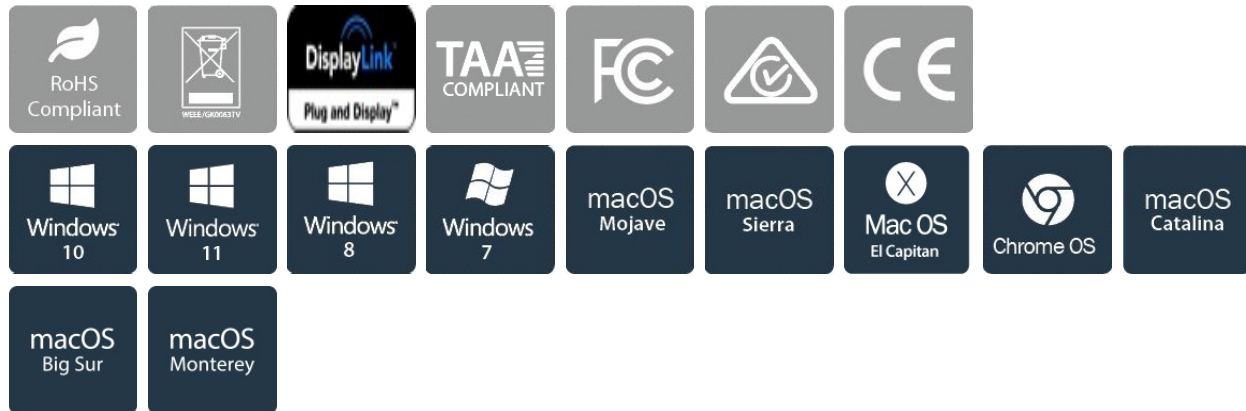 RoHS
Compliant
WEEE/GK0063TV
DisplayLink®
Plug and Display™
TAA
COMPLIANT
FC
CE
Windows®
10
Windows®
11
Windows®
8
Windows®
7
macOS
Mojave
macOS
Sierra
X
Mac OS
El Capitan
Chrome OS
macOS
Catalina
macOS
Big Sur
macOS
Monterey